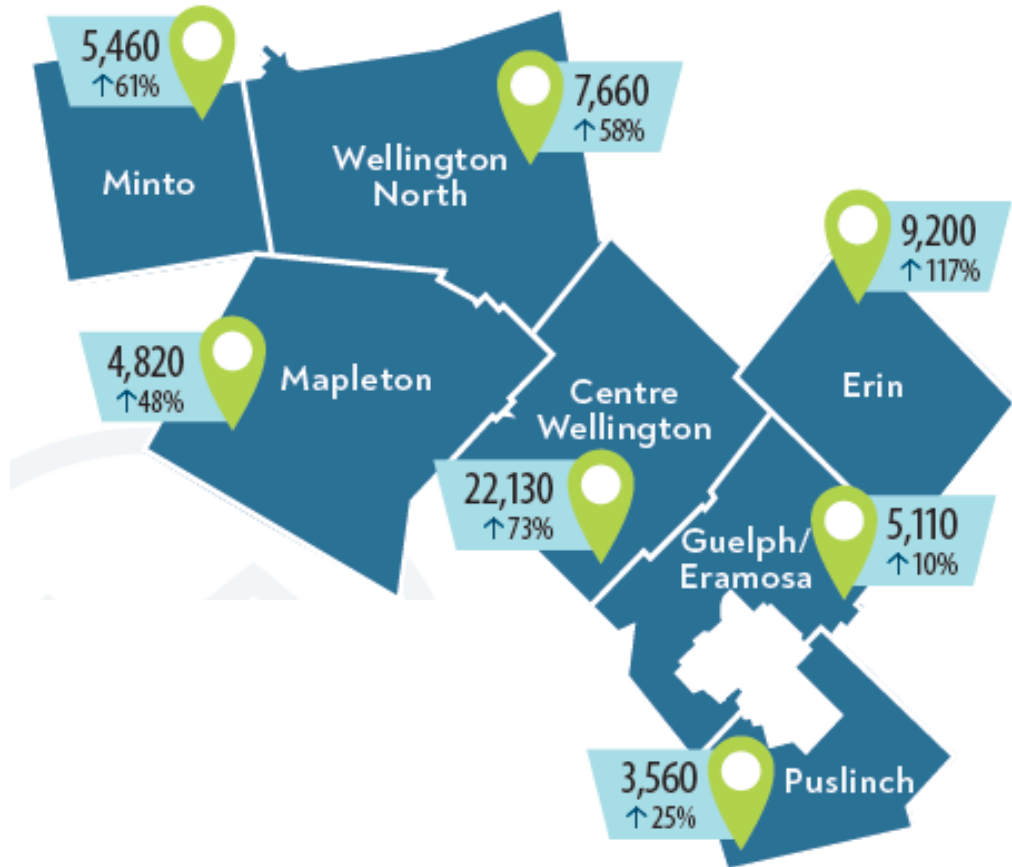 5,460
↑61%
Minto
7,660
↑58%
Wellington
North
9,200
↑117%
Erin
4,820
↑48%
Mapleton
Centre
Wellington
22,130
↑73%
5,110
↑10%
Guelph/
Eramosa
3,560
↑25%
Puslinch